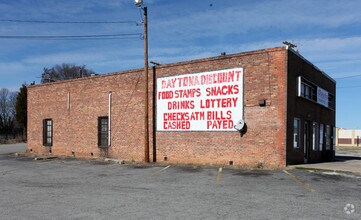 DAYTONA DISCOUNT
FOOD STAMPS SNACKS
DRINKS LOTTERY
CHECKS ATM BILLS
CASHED PAYED